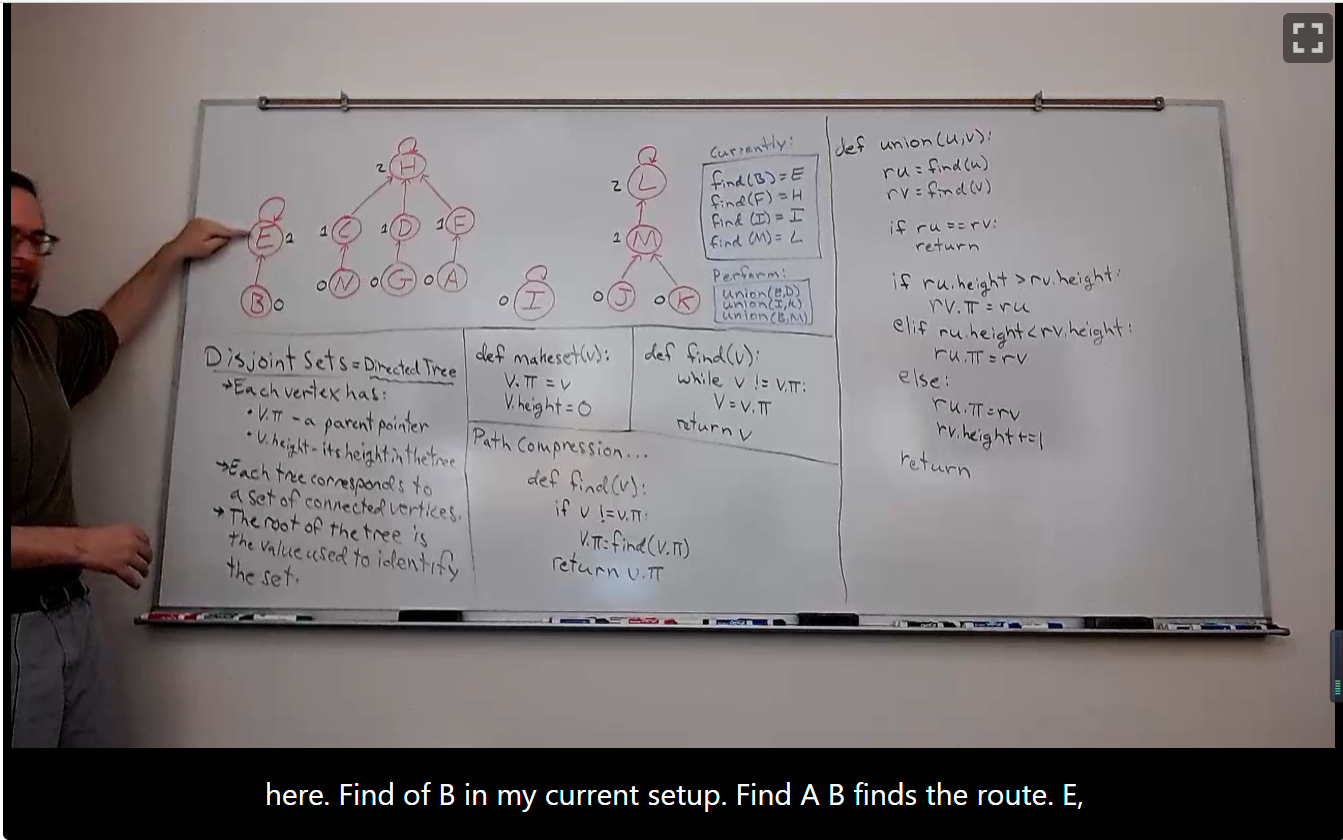 H
2
L
2
E
1
C
1
D
1
F
1
M
1
B
0
N
0
G
0
A
0
I
0
J
0
K
0
Currently:
find(B)=E
find(F)=H
find(I)=I
find(M)=L
Perform:
union(B,D)
union(I,K)
union(B,M)
Disjoint Sets = Directed Tree
→Each vertex has:
•V.π - a parent pointer
•V.height- its height in the tree
→Each tree corresponds to
a set of connected vertices.
→The root of the tree is
the value used to identify
the set.
def makeset(v):
V.π = v
V.height = 0
def find(v):
while v != v.π:
V = v.π
return v
Path Compression...
def find(v):
if v != v.π:
V.π=find(v.π)
return v.π
def union(u,v):
ru = find(u)
rv = find(v)
if ru == rv:
return
if ru.height > rv.height:
rv.π = ru
elif ru.height < rv.height:
ru.π = rv
else:
ru.π = rv
rv.height += 1
return
here. Find of B in my current setup. Find A B finds the route. E,